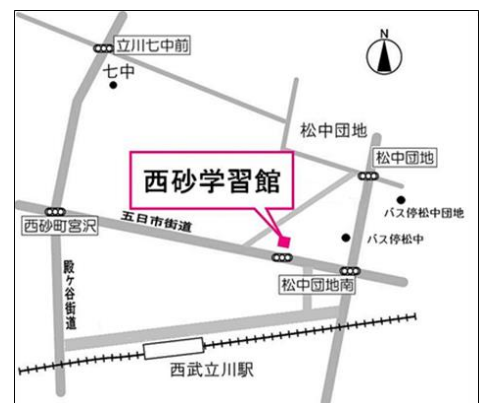 立川七中前
七中
N
松中団地
松中団地
西砂学習館
バス停松中団地
五日市街道
西砂町宮沢
バス停松中
松中団地南
殿ヶ谷街道
西武立川駅